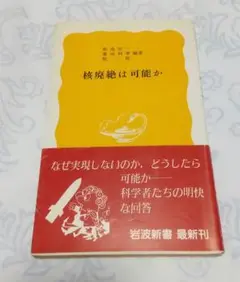 核廃絶は可能か
なぜ実現しないのか、どうしたら
可能か――
科学者たちの明快
な回答
岩波新書 最新刊